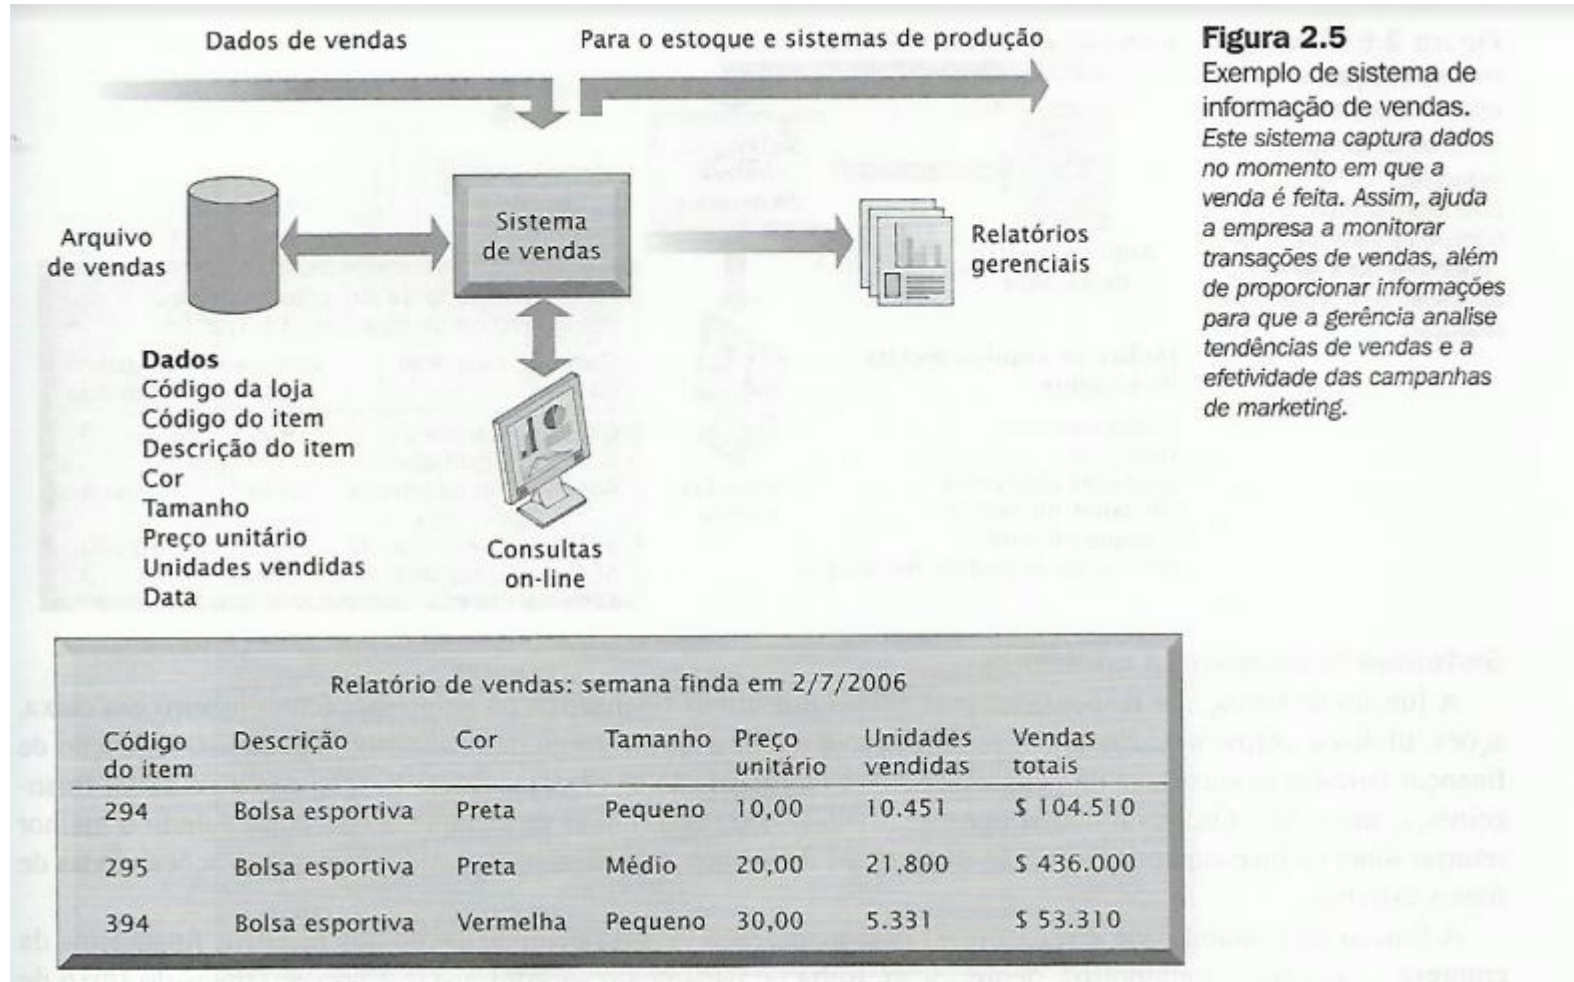 Dados de vendas
Para o estoque e sistemas de produção
Arquivo
de vendas
Sistema
de vendas
Relatórios
gerenciais
Dados
Código da loja
Código do item
Descrição do item
Cor
Tamanho
Preço unitário
Unidades vendidas
Data
Consultas
on-line
Figura 2.5
Exemplo de sistema de
informação de vendas.
Este sistema captura dados
no momento em que a
venda é feita. Assim, ajuda
a empresa a monitorar
transações de vendas, além
de proporcionar informações
para que a gerência analise
tendências de vendas e a
efetividade das campanhas
de marketing.
Relatório de vendas: semana finda em 2/7/2006
Código do item Descrição Cor Tamanho Preço unitário Unidades vendidas Vendas totais
294 Bolsa esportiva Preta Pequeno 10,00 10.451 $ 104.510
295 Bolsa esportiva Preta Médio 20,00 21.800 $ 436.000
394 Bolsa esportiva Vermelha Pequeno 30,00 5.331 $ 53.310